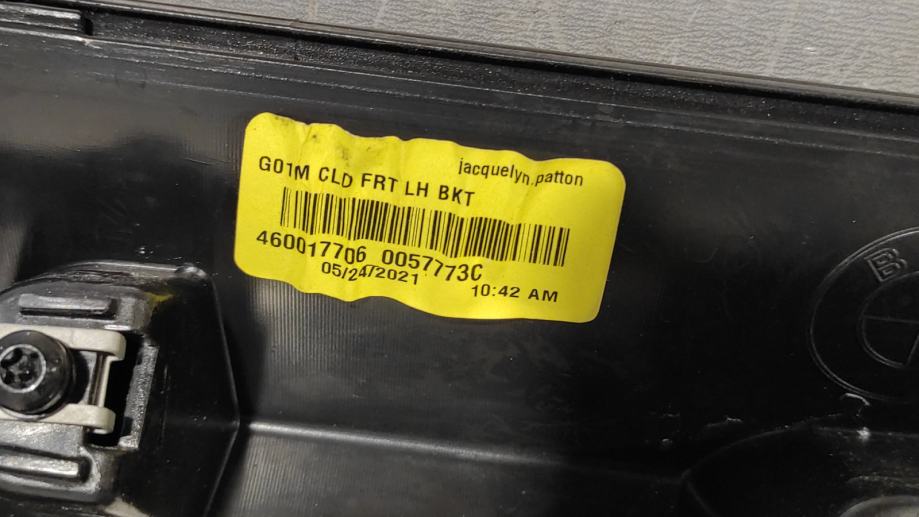 jacquelyn.patton
G01M CLD FRT LH BKT
460017706 0057773C
05/24/2021 10:42 AM
B